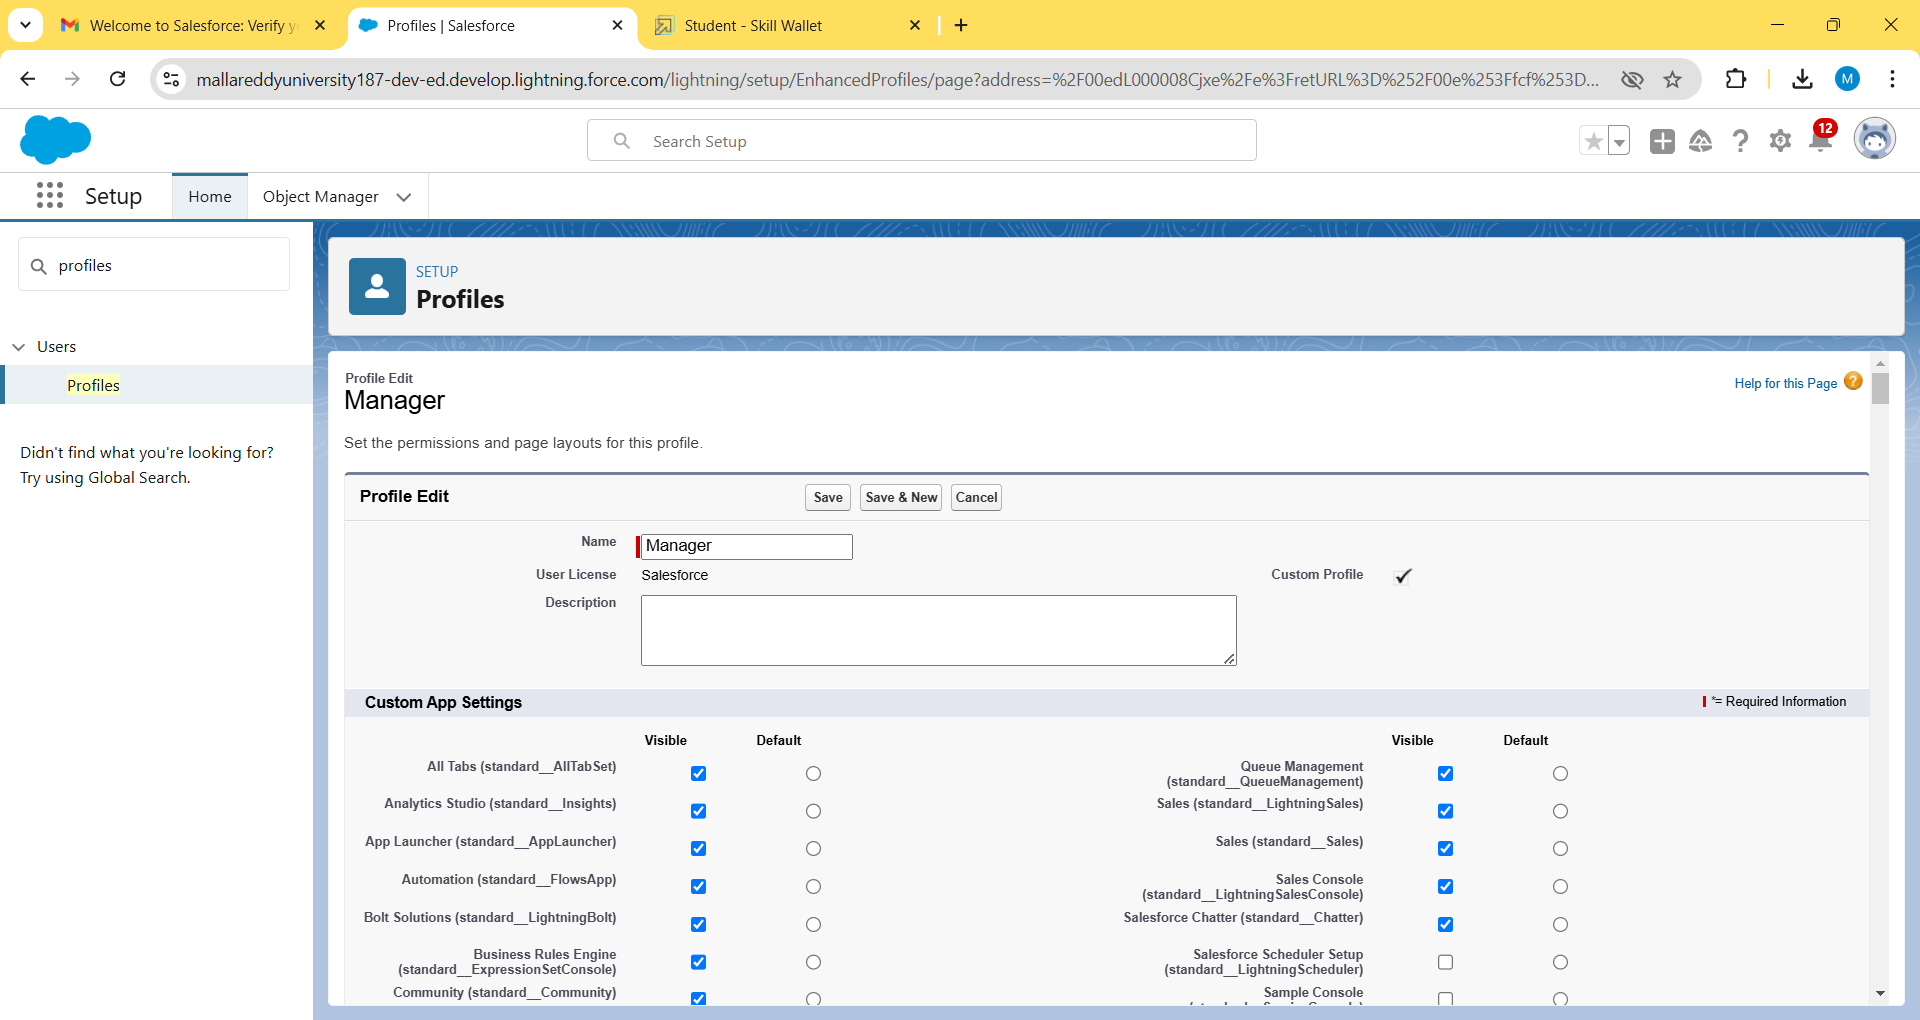 Welcome to Salesforce: Verify y
Profiles | Salesforce
Student - Skill Wallet
mallareddyuniversity187-dev-ed.develop.lightning.force.com/lightning/setup/EnhancedProfiles/page?address=%2F00edL000008Cjxe%2Fe%3FretURL%3D%252F00e%253Ffcf%253D...
M
Search Setup
12
Setup
Home
Object Manager
profiles
Users
Profiles
Didn't find what you're looking for?
Try using Global Search.
SETUP
Profiles
Profile Edit
Manager
Help for this Page
Set the permissions and page layouts for this profile.
Profile Edit
Save
Save & New
Cancel
Name
Manager
User License
Salesforce
Custom Profile
Description
Custom App Settings
*= Required Information
Visible Default Visible Default
All Tabs (standard__AllTabSet)
Queue Management
(standard__QueueManagement)
Analytics Studio (standard__Insights)
Sales (standard__LightningSales)
App Launcher (standard__AppLauncher)
Sales (standard__Sales)
Automation (standard__FlowsApp)
Sales Console
(standard__LightningSalesConsole)
Bolt Solutions (standard__LightningBolt)
Salesforce Chatter (standard__Chatter)
Business Rules Engine
(standard__ExpressionSetConsole)
Salesforce Scheduler Setup
(standard__LightningScheduler)
Community (standard__Community)
Sample Console